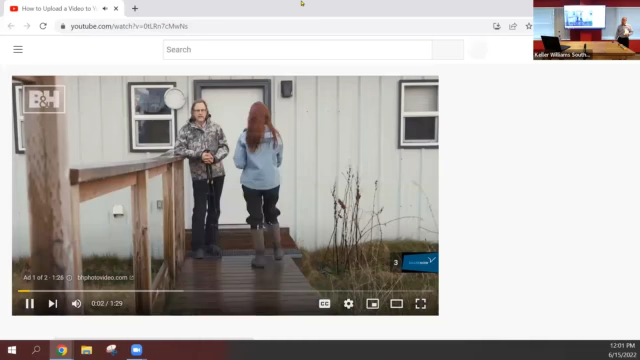 How to Upload a Video to Y
youtube.com/watch?v=0tLRn7cMwNs
Keller Williams South...
Search
B&H
3
Ad 1 of 2 · 1:26
bhphotovideo.com
0:02 / 1:29
CC
12:01 PM
6/15/2022